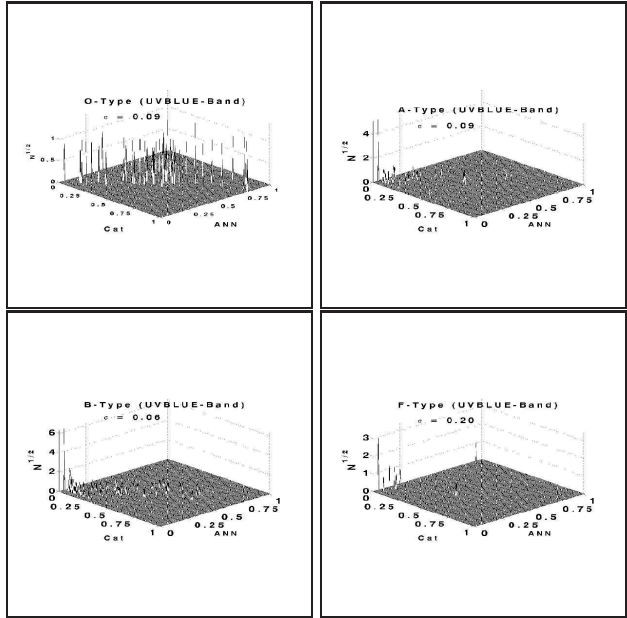 O-Type (UVBLUE-Band)
σ = 0.09
N^1/2
1
0.5
0
0
0.25
0.5
0.75
1
Cat
0
0.25
0.5
0.75
1
ANN
A-Type (UVBLUE-Band)
σ = 0.09
N^1/2
4
2
0
0
0.25
0.5
0.75
1
Cat
0
0.25
0.5
0.75
1
ANN
B-Type (UVBLUE-Band)
σ = 0.06
N^1/2
6
4
2
0
0
0.25
0.5
0.75
1
Cat
0
0.25
0.5
0.75
1
ANN
F-Type (UVBLUE-Band)
σ = 0.20
N^1/2
3
2
1
0
0
0.25
0.5
0.75
1
Cat
0
0.25
0.5
0.75
1
ANN